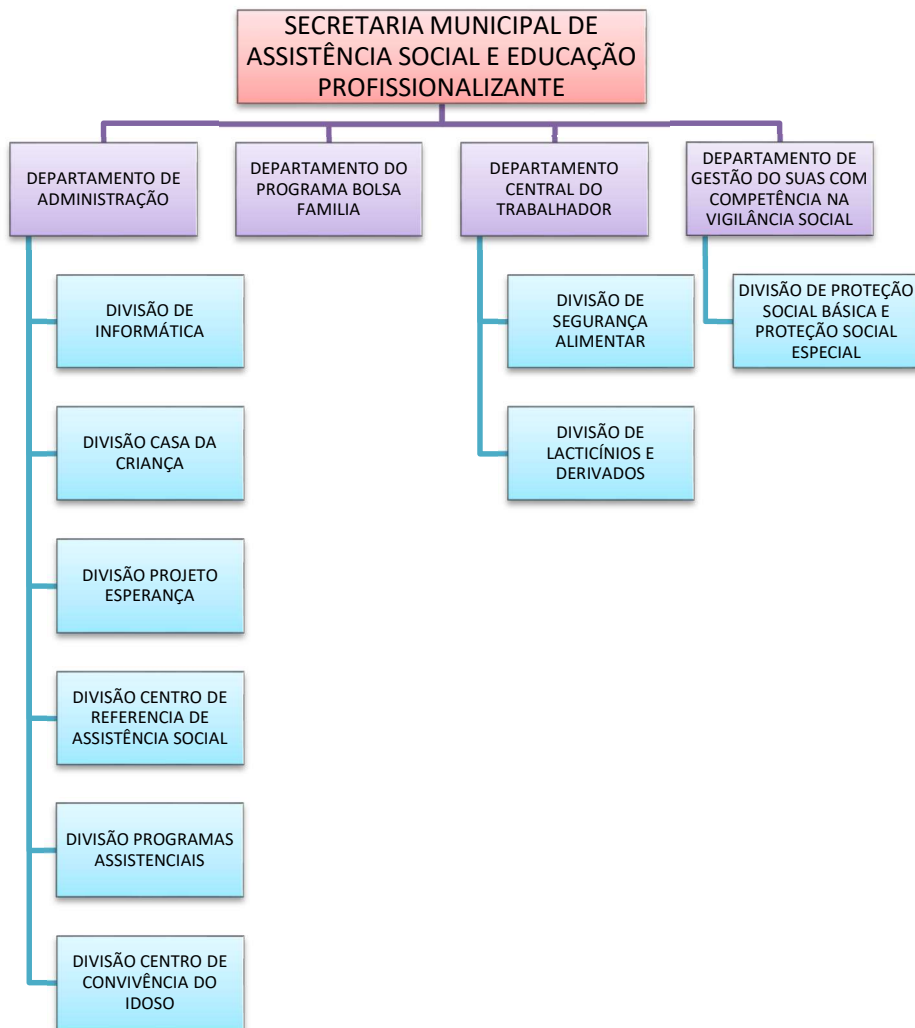 SECRETARIA MUNICIPAL DE
ASSISTÊNCIA SOCIAL E EDUCAÇÃO
PROFISSIONALIZANTE
DEPARTAMENTO DE
ADMINISTRAÇÃO
DIVISÃO DE
INFORMÁTICA
DIVISÃO CASA DA
CRIANÇA
DIVISÃO PROJETO
ESPERANÇA
DIVISÃO CENTRO DE
REFERENCIA DE
ASSISTÊNCIA SOCIAL
DIVISÃO PROGRAMAS
ASSISTENCIAIS
DIVISÃO CENTRO DE
CONVIVÊNCIA DO
IDOSO
DEPARTAMENTO DO
PROGRAMA BOLSA
FAMILIA
DEPARTAMENTO
CENTRAL DO
TRABALHADOR
DIVISÃO DE
SEGURANÇA
ALIMENTAR
DIVISÃO DE
LACTICÍNIOS E
DERIVADOS
DEPARTAMENTO DE
GESTÃO DO SUAS COM
COMPETÊNCIA NA
VIGILÂNCIA SOCIAL
DIVISÃO DE PROTEÇÃO
SOCIAL BÁSICA E
PROTEÇÃO SOCIAL
ESPECIAL